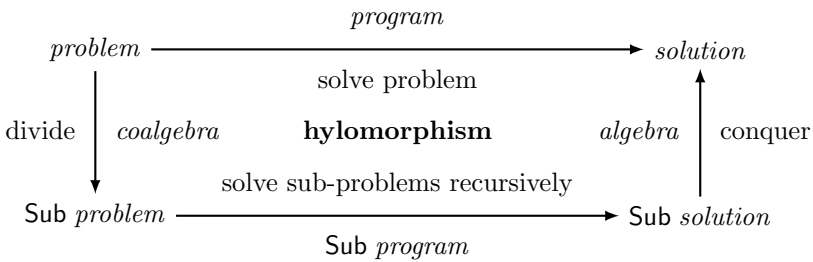 program
problem solution
solve problem
divide coalgebra hylomorphism algebra conquer
solve sub-problems recursively
Sub problem Sub solution
Sub program